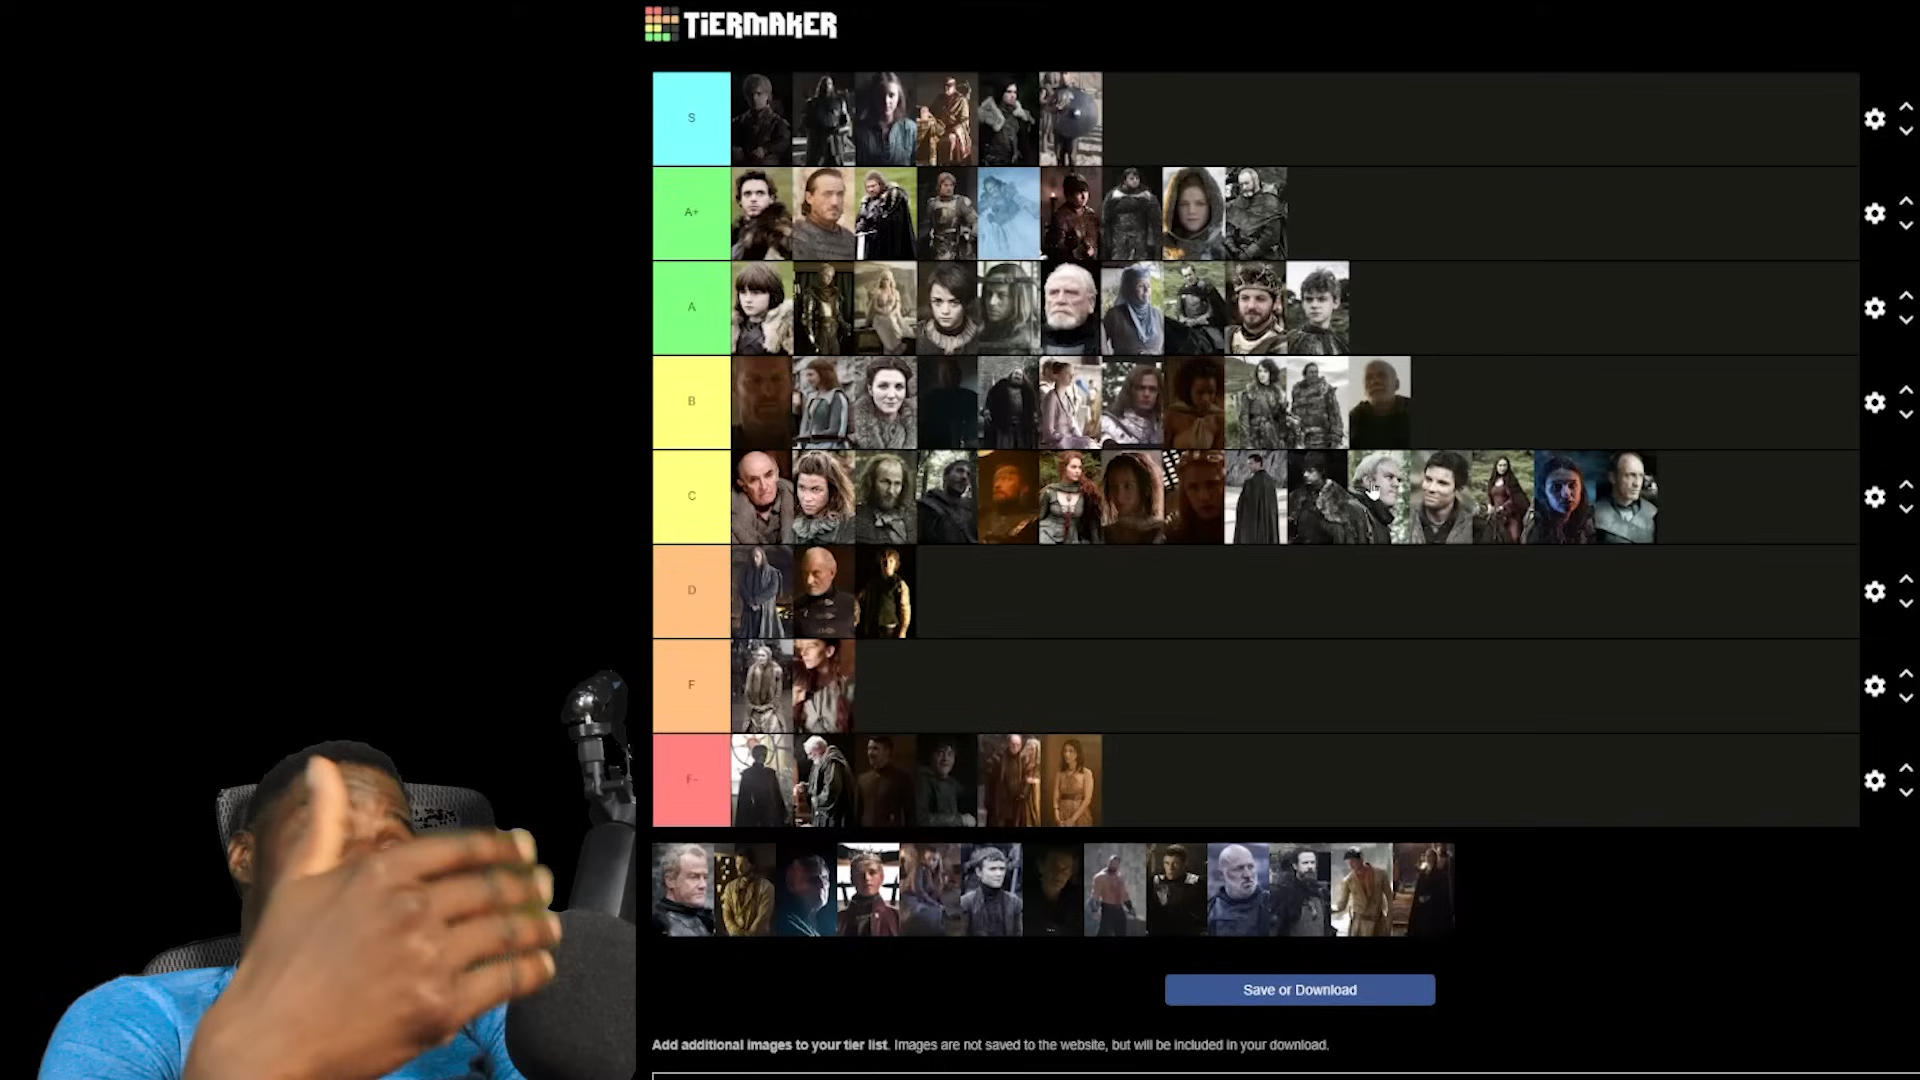 TiERMAKER
S
A+
A
B
C
D
F
F-
Save or Download
Add additional images to your tier list. Images are not saved to the website, but will be included in your download.